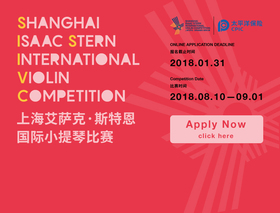 SHANGHAI
ISAAC STERN
INTERNATIONAL
VIOLIN
COMPETITION
上海艾萨克·斯特恩
国际小提琴比赛
ONLINE APPLICATION DEADLINE
报名截止时间
2018.01.31
Competition Date
比赛时间
2018.08.10—09.01
Apply Now
click here